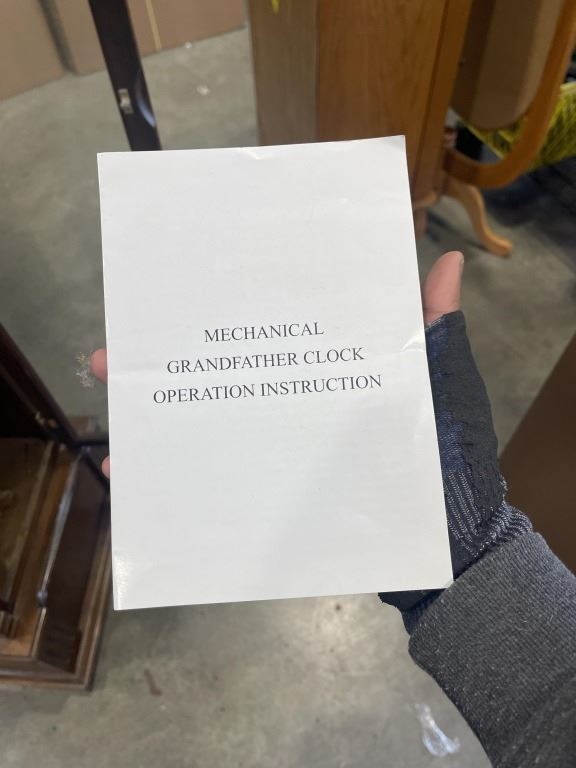 MECHANICAL
GRANDFATHER CLOCK
OPERATION INSTRUCTION